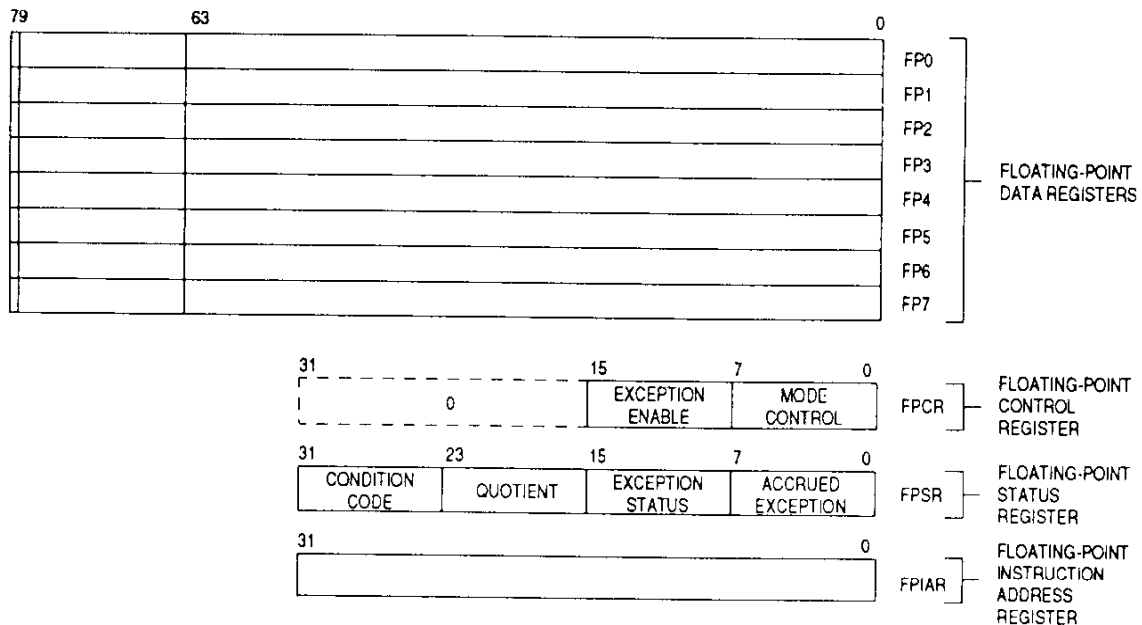 79 63 0
FP0
FP1
FP2
FP3
FP4
FP5
FP6
FP7
FLOATING-POINT
DATA REGISTERS
31 15 7 0
0
EXCEPTION
ENABLE
MODE
CONTROL
FPCR
FLOATING-POINT
CONTROL
REGISTER
31 23 15 7 0
CONDITION
CODE
QUOTIENT
EXCEPTION
STATUS
ACCRUED
EXCEPTION
FPSR
FLOATING-POINT
STATUS
REGISTER
31 0
FPIAR
FLOATING-POINT
INSTRUCTION
ADDRESS
REGISTER